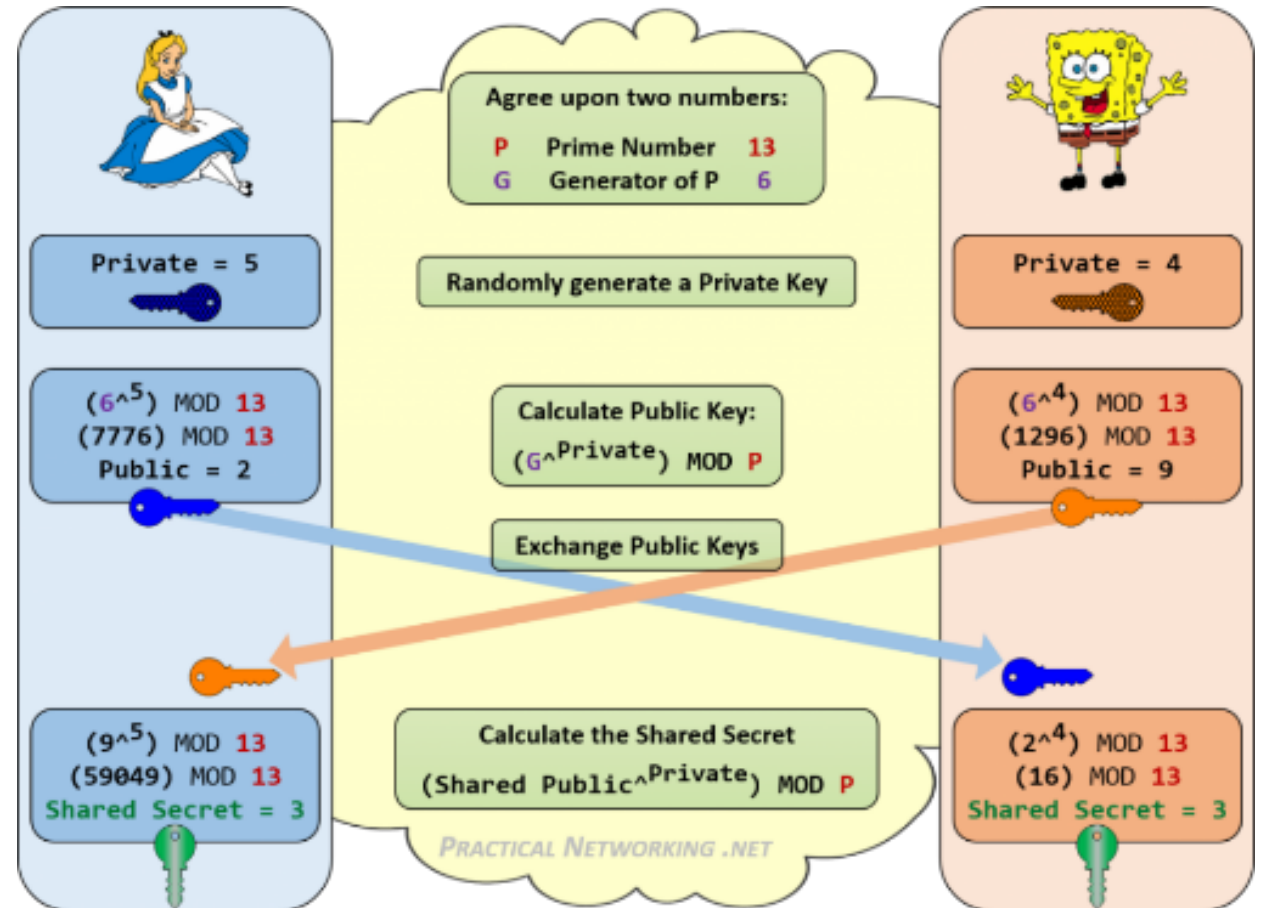 Agree upon two numbers:
P Prime Number 13
G Generator of P 6
Private = 5
Randomly generate a Private Key
Private = 4
(6^5) MOD 13
(7776) MOD 13
Public = 2
Calculate Public Key:
(G^Private) MOD P
(6^4) MOD 13
(1296) MOD 13
Public = 9
Exchange Public Keys
(9^5) MOD 13
(59049) MOD 13
Shared Secret = 3
Calculate the Shared Secret
(Shared Public^Private) MOD P
(2^4) MOD 13
(16) MOD 13
Shared Secret = 3
PRACTICAL NETWORKING .NET